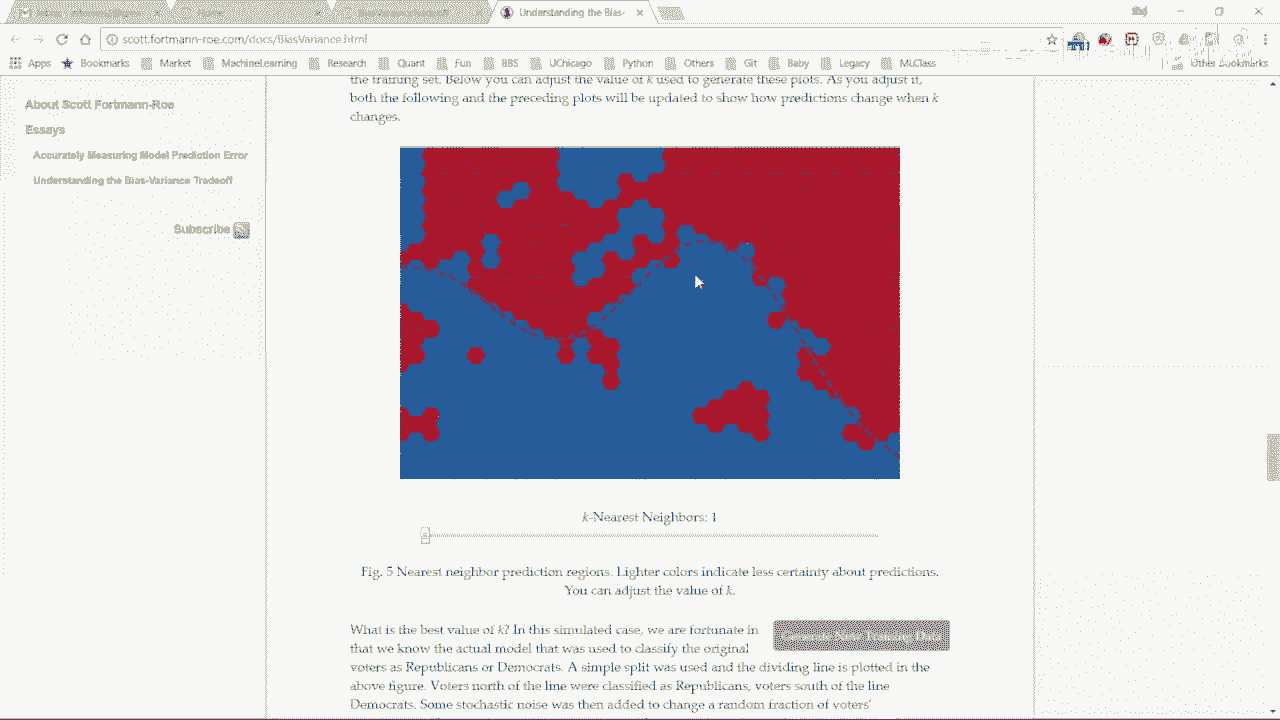 Understanding the Bias-
scott.fortmann-roe.com/docs/BiasVariance.html
Apps Bookmarks Market MachineLearning Research Quant Fun BBS UChicago Python Others Git Baby Legacy MLClass Other bookmarks
the training set. Below you can adjust the value of k used to generate these plots. As you adjust it,
both the following and the preceding plots will be updated to show how predictions change when k
changes.
About Scott Fortmann-Roe
Essays
Accurately Measuring Model Prediction Error
Understanding the Bias-Variance Tradeoff
Subscribe
k-Nearest Neighbors: 1
Fig. 5 Nearest neighbor prediction regions. Lighter colors indicate less certainty about predictions.
You can adjust the value of k.
What is the best value of k? In this simulated case, we are fortunate in
that we know the actual model that was used to classify the original
voters as Republicans or Democrats. A simple split was used and the dividing line is plotted in the
above figure. Voters north of the line were classified as Republicans, voters south of the line
Democrats. Some stochastic noise was then added to change a random fraction of voters'
Generate New Training Data